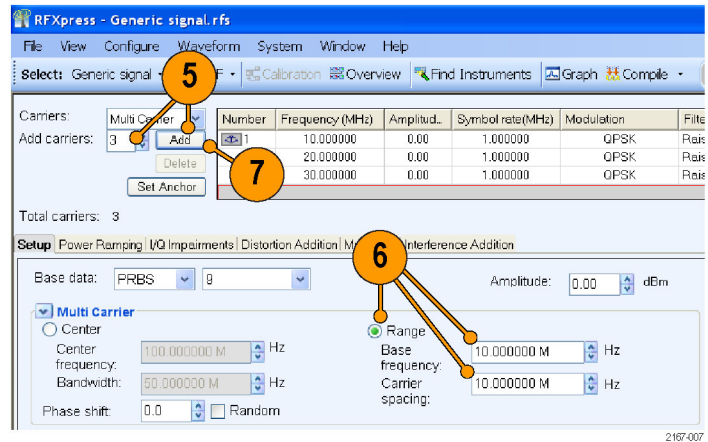 RFXpress - Generic signal.rfs
File View Configure Waveform System Window Help
Select: Generic signal F Calibration Overview Find Instruments Graph Compile
5
Carriers: Multi Carrier Number Frequency (MHz) Amplitud... Symbol rate(MHz) Modulation Filte
Add carriers: 3 Add 1 10.000000 0.00 1.000000 QPSK Rais
Delete 20.000000 0.00 1.000000 QPSK Rais
7
Set Anchor 30.000000 0.00 1.000000 QPSK Rais
Total carriers: 3
Setup Power Ramping I/Q Impairments Distortion Addition M Interference Addition
6
Base data: PRBS 9 Amplitude: 0.00 dBm
Multi Carrier
Center Range
Center frequency: 100.000000 M Hz Base frequency: 10.000000 M Hz
Bandwidth: 50.000000 M Hz Carrier spacing: 10.000000 M Hz
Phase shift: 0.0 Random
2167-007